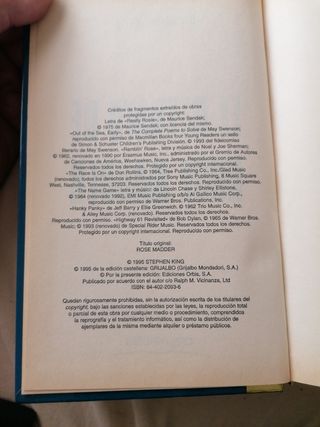 Créditos de fragmentos extraídos de obras
protegidas por un copyright:
Letra de «Really Rosie», de Maurice Sendak,
© 1975 de Maurice Sendak, con licencia del mismo.
«Out of the Sea, Early», de The Complete Poems to Solve de May Swenson;
reproducido con permiso de Macmillan Books four Young Readers un sello
de Simon & Schuster Children's Publishing Division, © 1993 del fideicomiso
literario de May Swenson, «Ramblin' Rose», letra y música de Noel y Joe Sherman;
© 1962, renovado en 1990 por Erasmus Music, Inc., administrado por el Gremio de Autores
de Canciones de América, Weehawken, Nueva Jersey. Reproducido con permiso.
Reservados todos los derechos. Protegido por un copyright internacional.
«The Race Is On» de Don Rollins, © 1964, Tree Publishing Co., Inc./Glad Music
(renovado), todos los derechos administrados por Sony Music Publishing, 8 Music Square
West, Nashville, Tennessee, 37203. Reservados todos los derechos. Reproducido con permiso.
«The Name Game» letra y música de Lincoln Chase y Shirley Elliston,
© 1964 (renovado 1992), EMI Music Publishing o/o/p Al Gallico Music Corp.,
reproducido con permiso de Warner Bros. Publications, Inc.
«Hanky Panky» de Jeff Barry y Ellie Greenwich. © 1962 Trio Music Co., Inc.
& Alley Music Corp. (renovado), reservados todos los derechos.
Reproducido con permiso. «Highway 61 Revisited» de Bob Dylan, © 1965 de Warner Bros.
Music; © 1993 de Special Rider Music. Reservados todos los derechos.
Protegido por un copyright internacional. Reproducido con permiso.
Título original:
ROSE MADDER
© 1995 STEPHEN KING
© 1995 de la edición castellana: GRIJALBO (Grijalbo Mondadori, S.A.)
© Por la presente edición: Ediciones Orbis, S.A.
Publicado por acuerdo con el autor c/o Ralph M. Vicinanza, Ltd
ISBN: 84-402-2093-6
Quedan rigurosamente prohibidas, sin la autorización escrita de los titulares del
copyright, bajo las sanciones establecidas por las leyes, la reproducción total
o parcial de esta obra por cualquier medio o procedimiento, comprendidos
la reprografía y el tratamiento informático, así como la distribución de
ejemplares de la misma mediante alquiler o préstamo públicos.